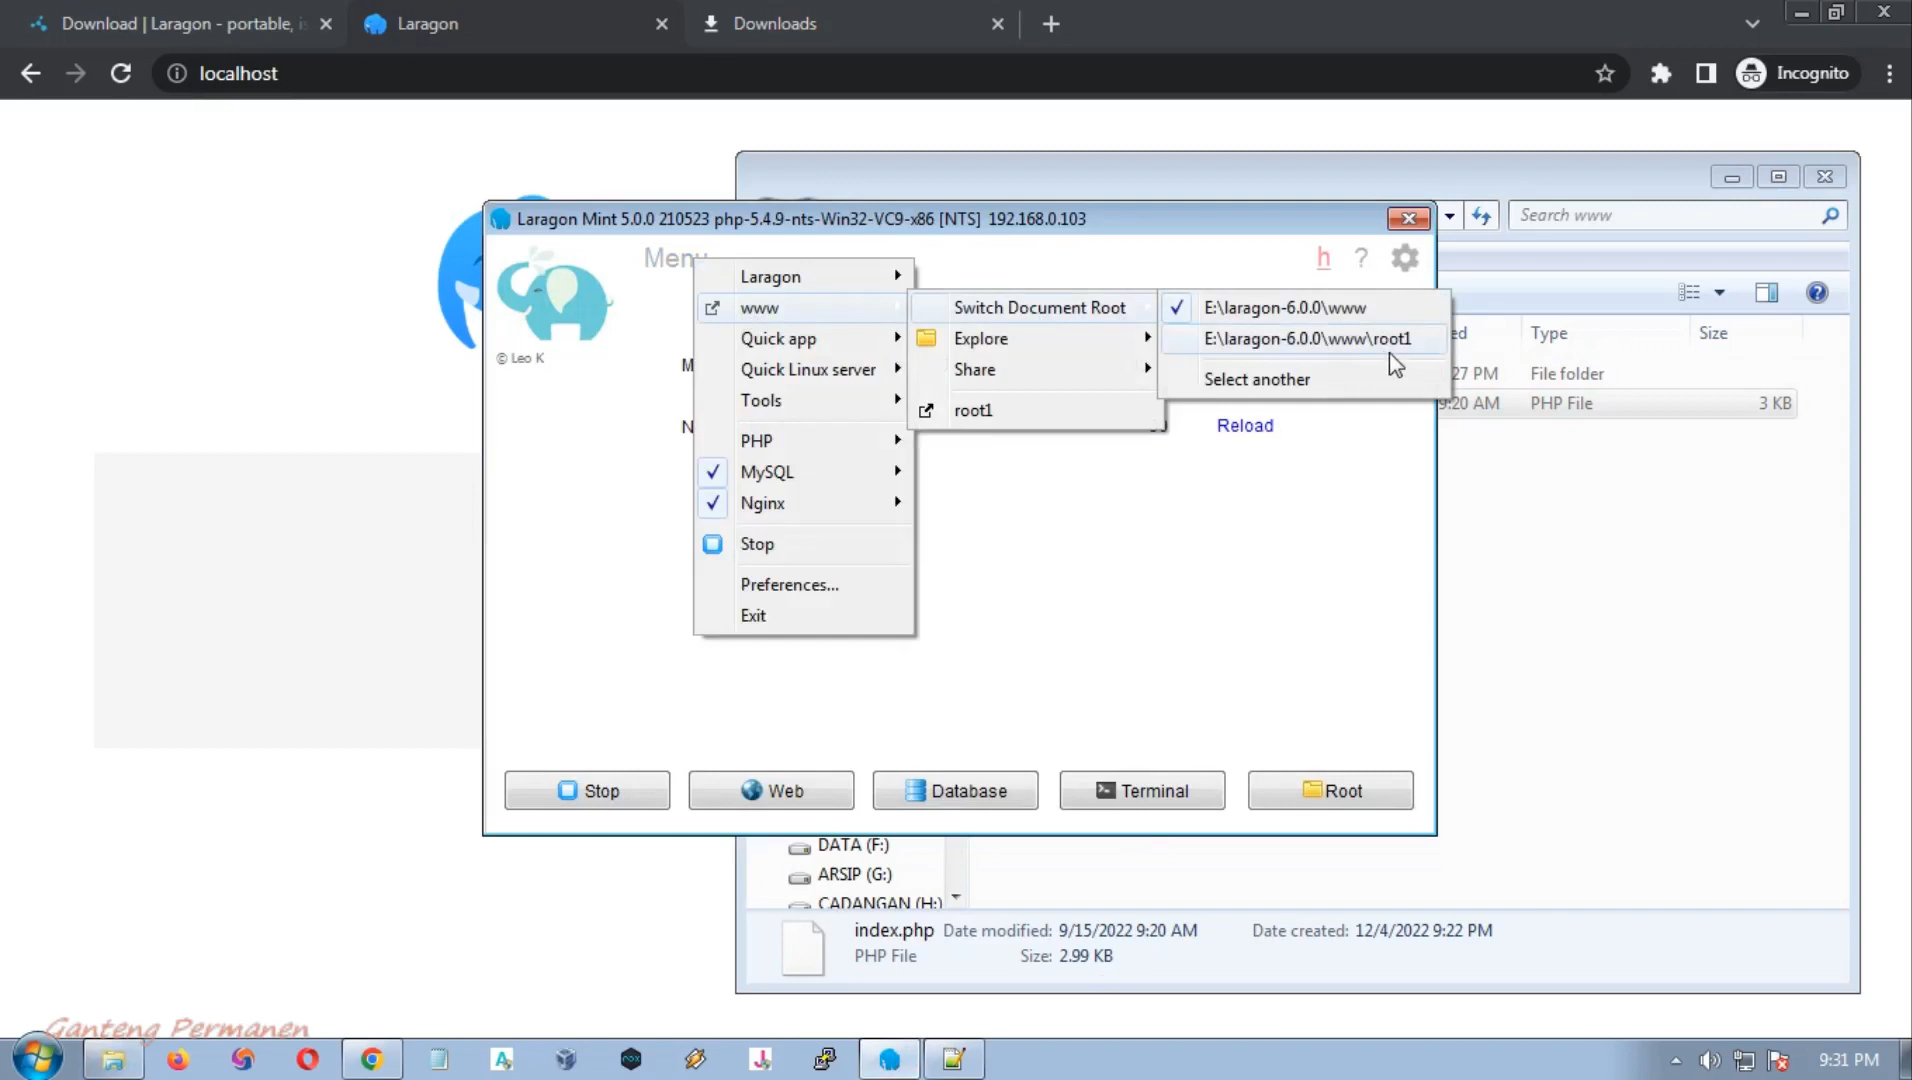 Download | Laragon - portable, is
Laragon
Downloads
localhost
Incognito
Search www
Laragon Mint 5.0.0 210523 php-5.4.9-nts-Win32-VC9-x86 [NTS] 192.168.0.103
Menu
h
?
© Leo K
Laragon
www
Quick app
Quick Linux server
Tools
PHP
MySQL
Nginx
Stop
Preferences...
Exit
Switch Document Root
Explore
Share
root1
E:\laragon-6.0.0\www
E:\laragon-6.0.0\www\root1
Select another
M
N
Reload
ed
Type
Size
27 PM
File folder
9:20 AM
PHP File
3 KB
Stop
Web
Database
Terminal
Root
DATA (F:)
ARSIP (G:)
CADANGAN (H:)
index.php Date modified: 9/15/2022 9:20 AM Date created: 12/4/2022 9:22 PM
PHP File Size: 2.99 KB
Ganteng Permanen
9:31 PM